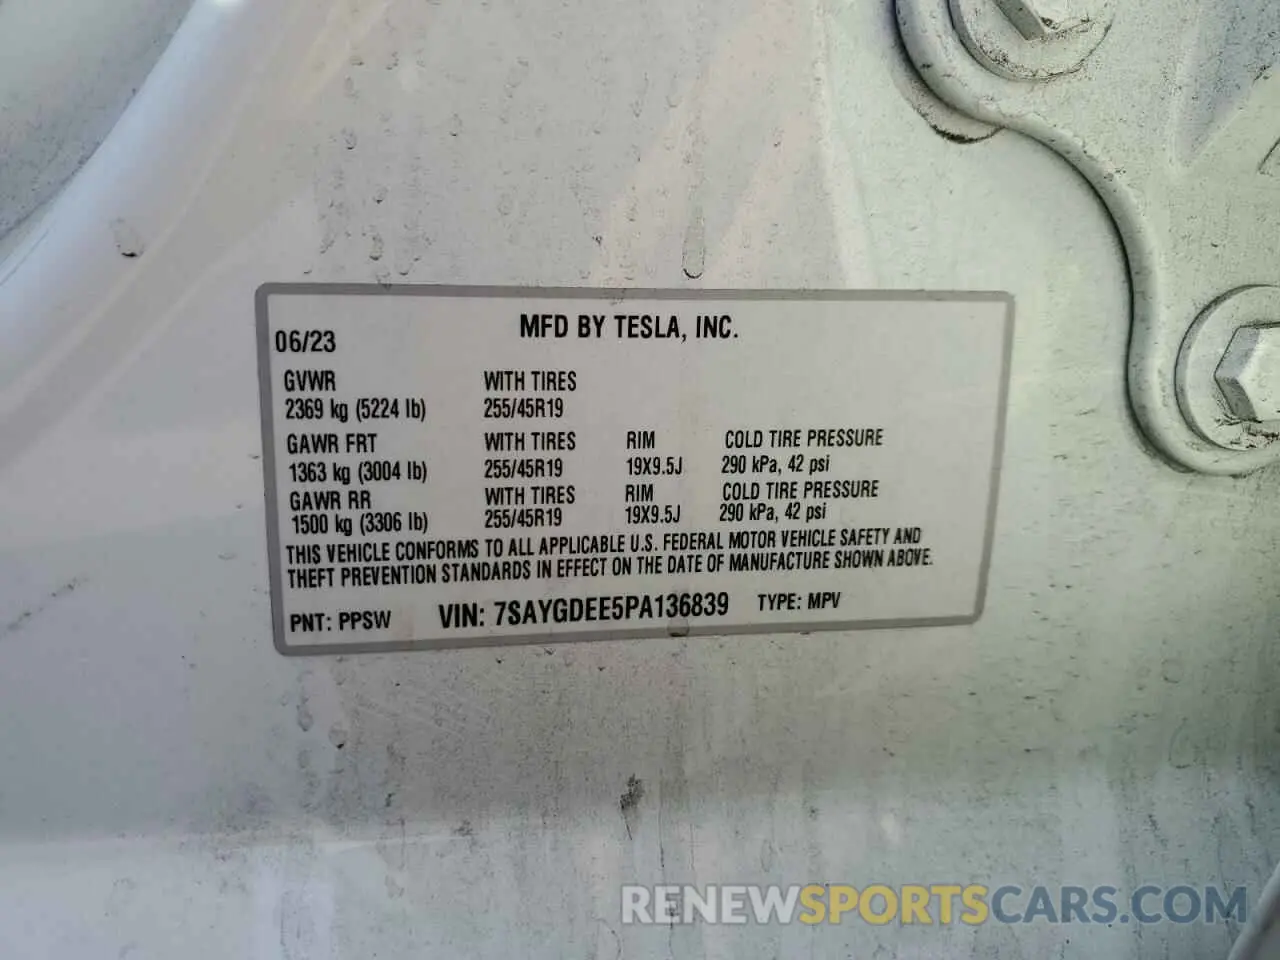 MFD BY TESLA, INC.
06/23
GVWR WITH TIRES
2369 kg (5224 lb) 255/45R19
GAWR FRT WITH TIRES RIM COLD TIRE PRESSURE
1363 kg (3004 lb) 255/45R19 19X9.5J 290 kPa, 42 psi
GAWR RR WITH TIRES RIM COLD TIRE PRESSURE
1500 kg (3306 lb) 255/45R19 19X9.5J 290 kPa, 42 psi
THIS VEHICLE CONFORMS TO ALL APPLICABLE U.S. FEDERAL MOTOR VEHICLE SAFETY AND
THEFT PREVENTION STANDARDS IN EFFECT ON THE DATE OF MANUFACTURE SHOWN ABOVE.
PNT: PPSW VIN: 7SAYGDEE5PA136839 TYPE: MPV
RENEWSPORTSCARS.COM